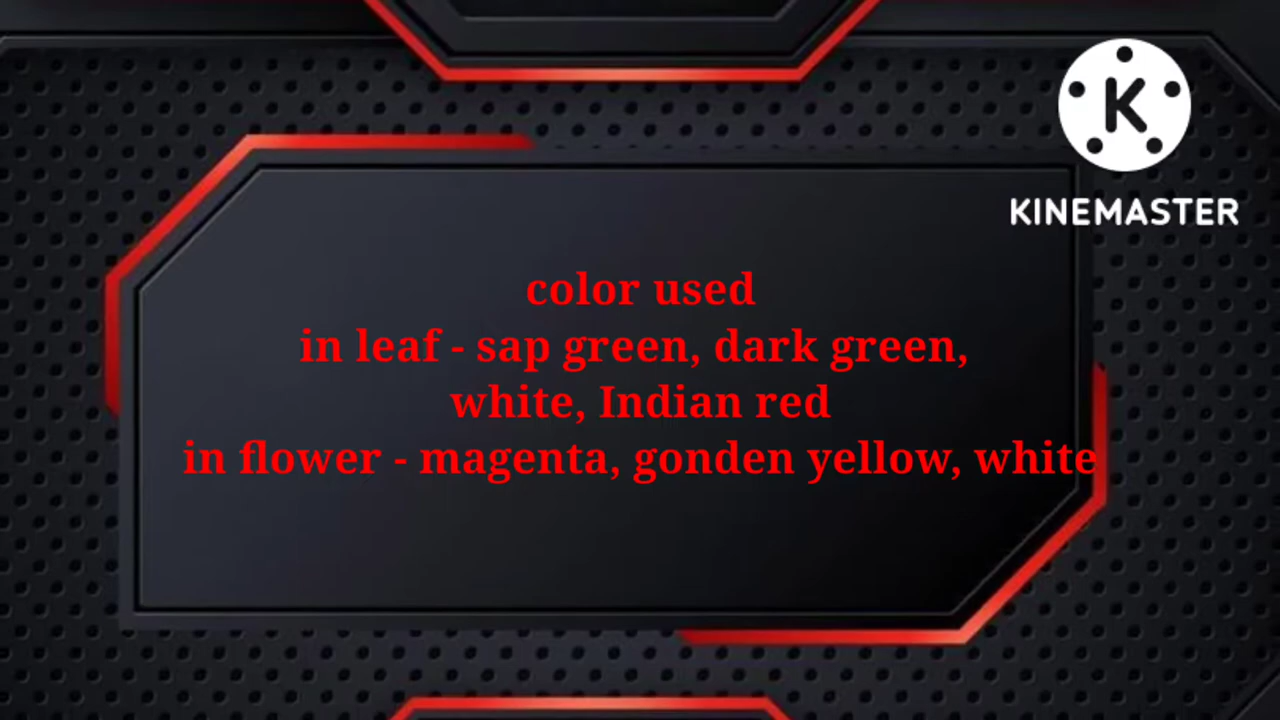 K
KINEMASTER
color used
in leaf - sap green, dark green,
white, Indian red
in flower - magenta, gonden yellow, white